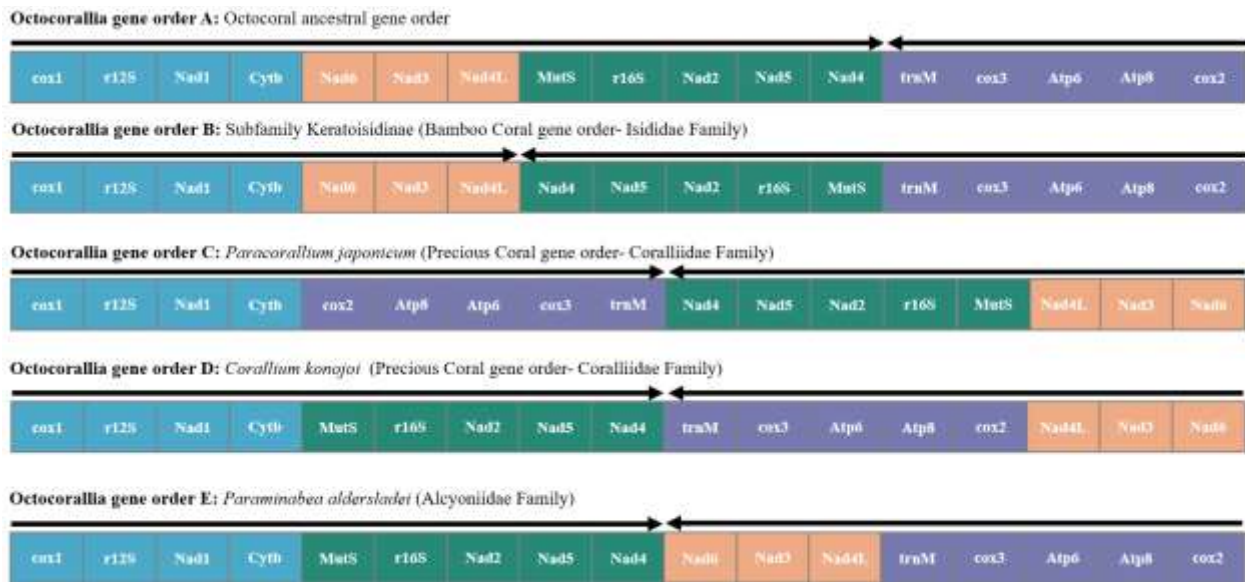 Octocorallia gene order A: Octocoral ancestral gene order
cox1 r12S Nad1 Cytb Nad6 Nad3 Nad4L MutS r16S Nad2 Nad5 Nad4 trnM cox3 Atp6 Atp8 cox2
Octocorallia gene order B: Subfamily Keratoisidinae (Bamboo Coral gene order- Isididae Family)
cox1 r12S Nad1 Cytb Nad6 Nad3 Nad4L Nad4 Nad5 Nad2 r16S MutS trnM cox3 Atp6 Atp8 cox2
Octocorallia gene order C: Paracorallium japonicum (Precious Coral gene order- Coralliidae Family)
cox1 r12S Nad1 Cytb cox2 Atp8 Atp6 cox3 trnM Nad4 Nad5 Nad2 r16S MutS Nad4L Nad3 Nad6
Octocorallia gene order D: Corallium konojoi (Precious Coral gene order- Coralliidae Family)
cox1 r12S Nad1 Cytb MutS r16S Nad2 Nad5 Nad4 trnM cox3 Atp6 Atp8 cox2 Nad4L Nad3 Nad6
Octocorallia gene order E: Paraminabea aldersladei (Alcyoniidae Family)
cox1 r12S Nad1 Cytb MutS r16S Nad2 Nad5 Nad4 Nad6 Nad3 Nad4L trnM cox3 Atp6 Atp8 cox2